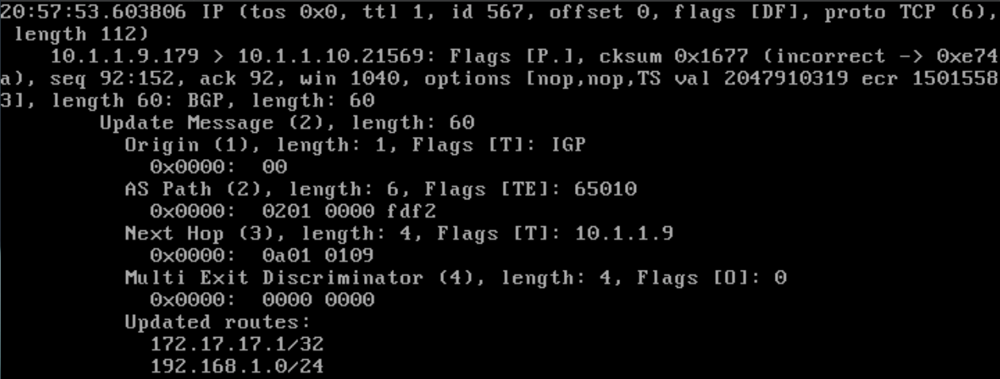 20:57:53.603806 IP (tos 0x0, ttl 1, id 567, offset 0, flags [DF], proto TCP (6),
 length 112)
    10.1.1.9.179 > 10.1.1.10.21569: Flags [P.], cksum 0x1677 (incorrect -> 0xe74
a), seq 92:152, ack 92, win 1040, options [nop,nop,TS val 2047910319 ecr 1501558
3], length 60: BGP, length: 60
        Update Message (2), length: 60
          Origin (1), length: 1, Flags [T]: IGP
            0x0000:  00
          AS Path (2), length: 6, Flags [TE]: 65010
            0x0000:  0201 0000 fdf2
          Next Hop (3), length: 4, Flags [T]: 10.1.1.9
            0x0000:  0a01 0109
          Multi Exit Discriminator (4), length: 4, Flags [O]: 0
            0x0000:  0000 0000
          Updated routes:
            172.17.17.1/32
            192.168.1.0/24